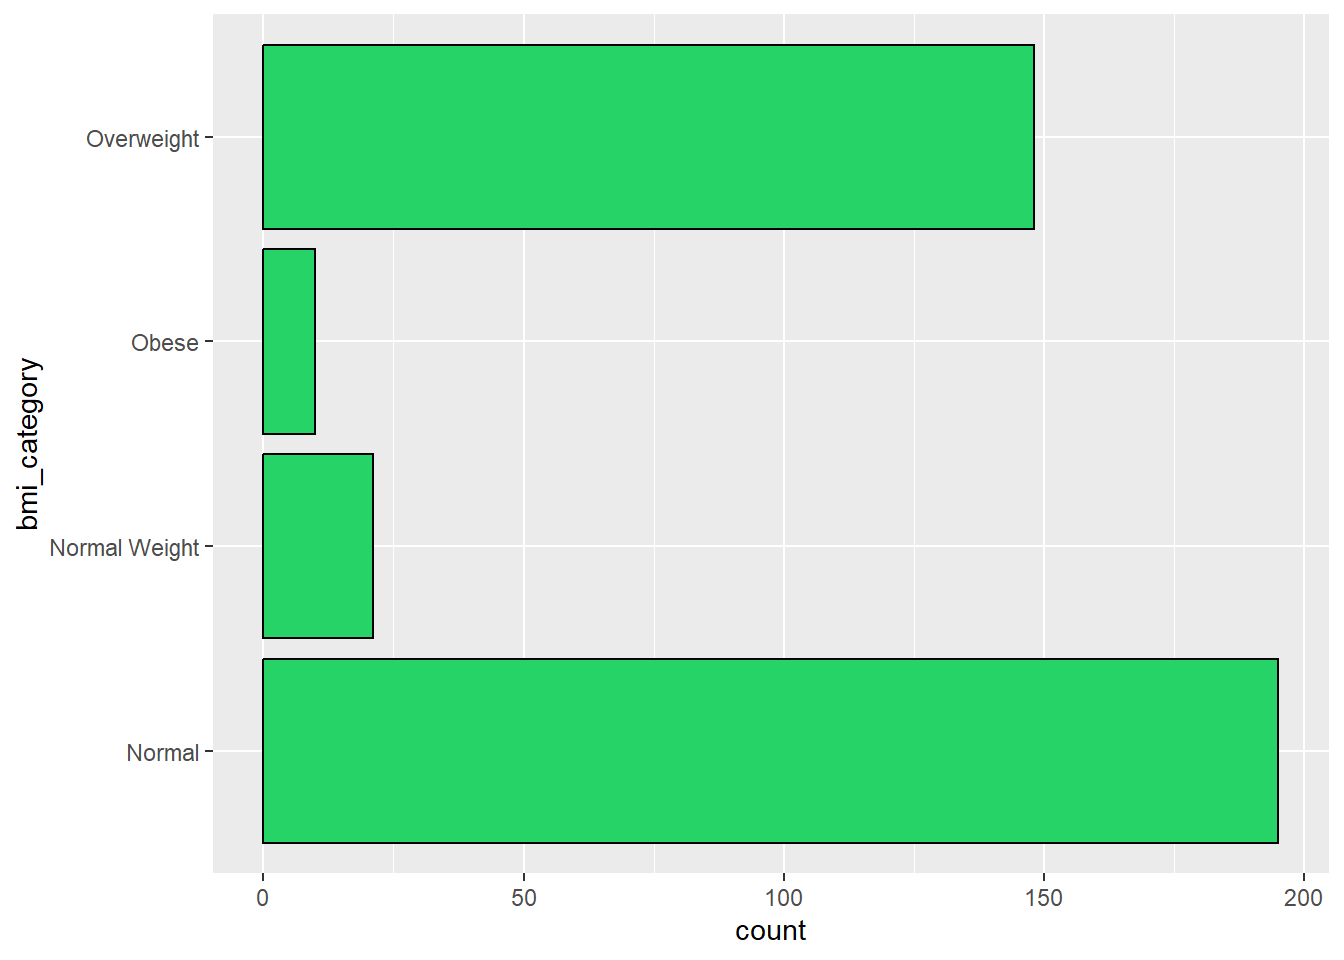 Overweight
Obese
Normal Weight
Normal
bmi_category
0 50 100 150 200
count